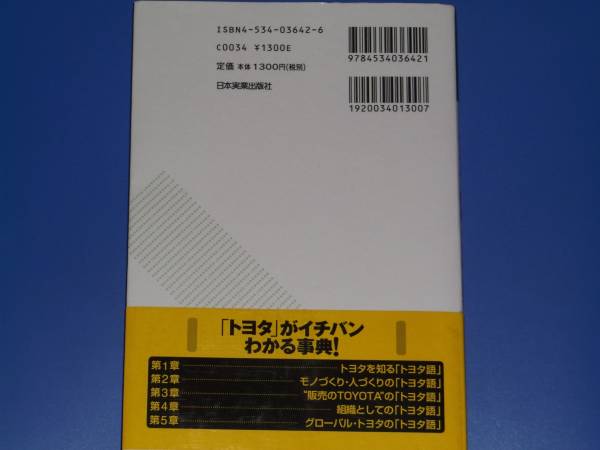 ISBN4-534-03642-6
C0034 ¥1300E
定価 本体1300円(税別)
日本実業出版社
9784534036421
1920034013007
「トヨタ」がイチバン
わかる事典!
第1章 トヨタを知る「トヨタ語」
第2章 モノづくり・人づくりの「トヨタ語」
第3章 "販売のTOYOTA"の「トヨタ語」
第4章 組織としての「トヨタ語」
第5章 グローバル・トヨタの「トヨタ語」